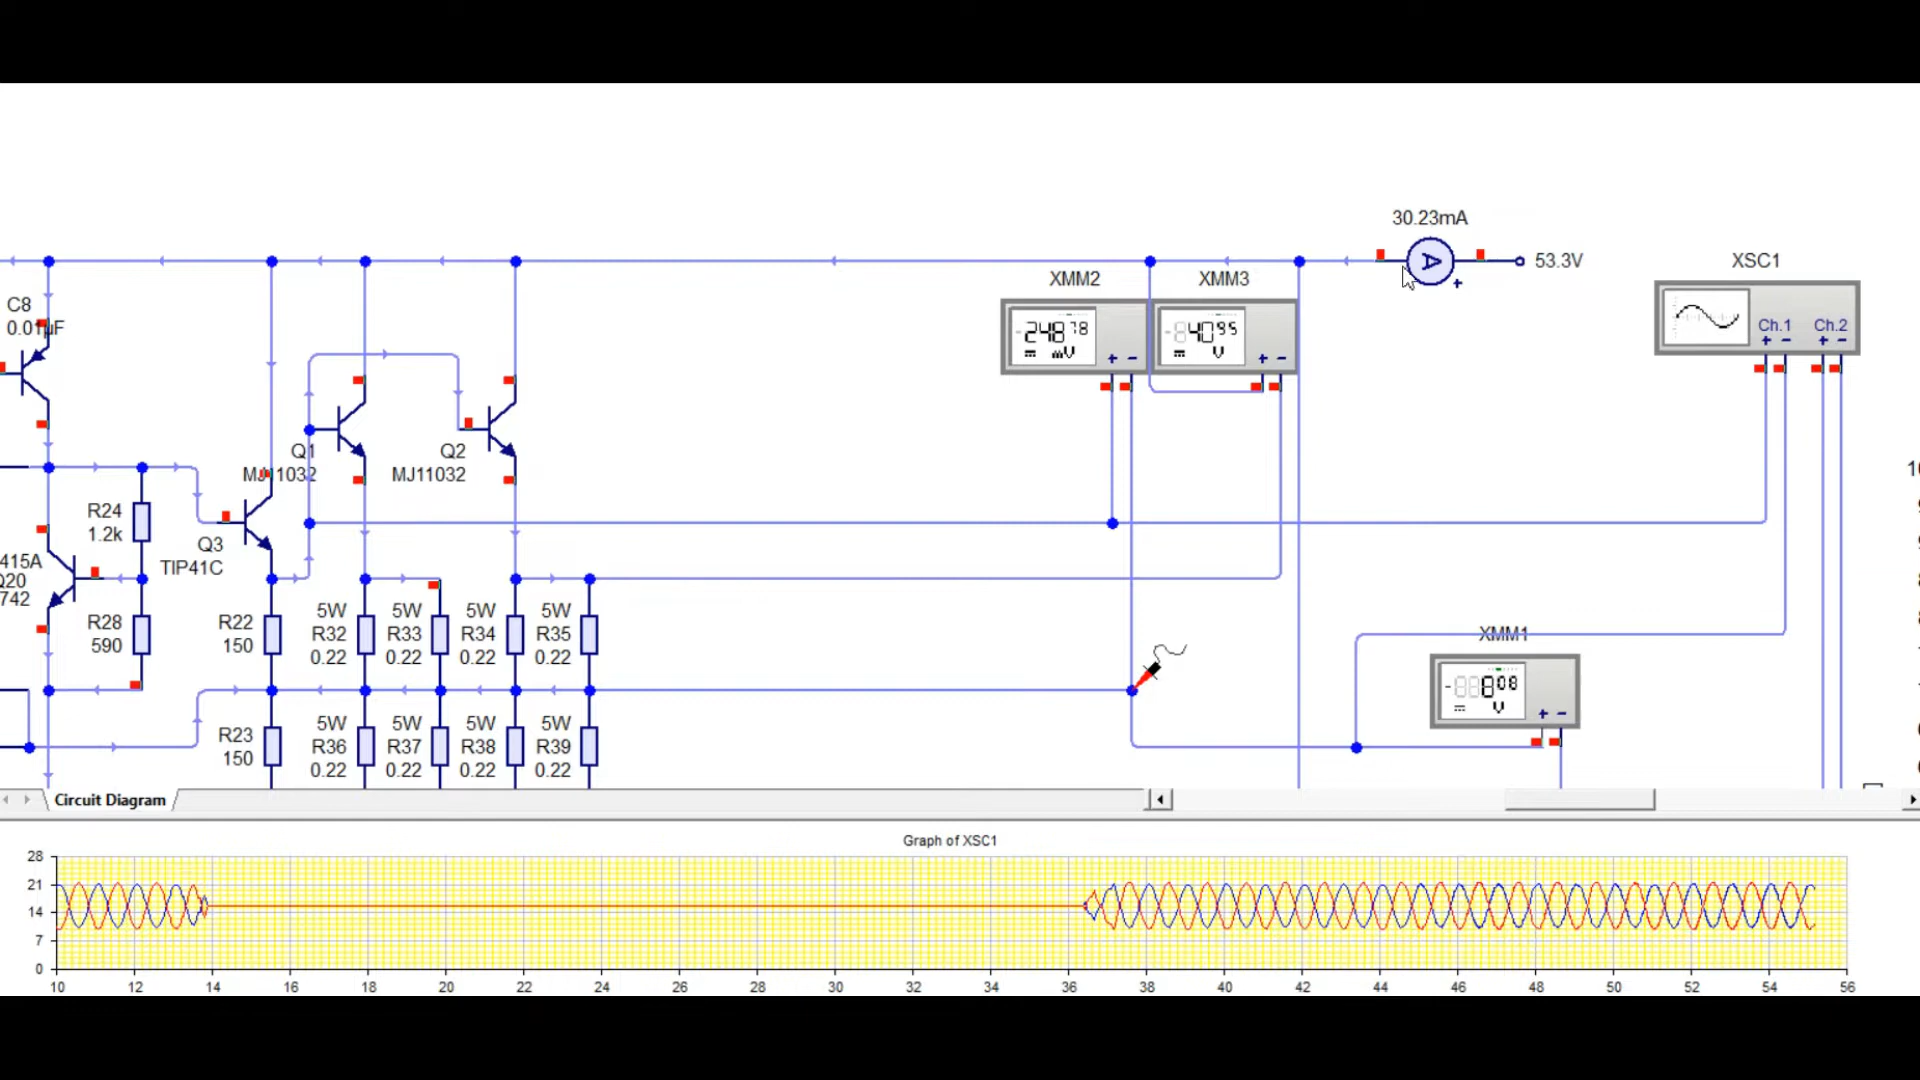 30.23mA
53.3V
XSC1
XMM2
XMM3
C8
0.01µF
-248 78
mV
+ -
40 95
V
+ -
Ch.1
Ch.2
+ -
+ -
Q1
MJ11032
Q2
MJ11032
R24
1.2k
Q3
TIP41C
415A
Q20
742
R28
590
R22
150
5W
R32
0.22
5W
R33
0.22
5W
R34
0.22
5W
R35
0.22
XMM1
8 08
V
+ -
R23
150
5W
R36
0.22
5W
R37
0.22
5W
R38
0.22
5W
R39
0.22
Circuit Diagram
Graph of XSC1
28
21
14
7
0
10 12 14 16 18 20 22 24 26 28 30 32 34 36 38 40 42 44 46 48 50 52 54 56